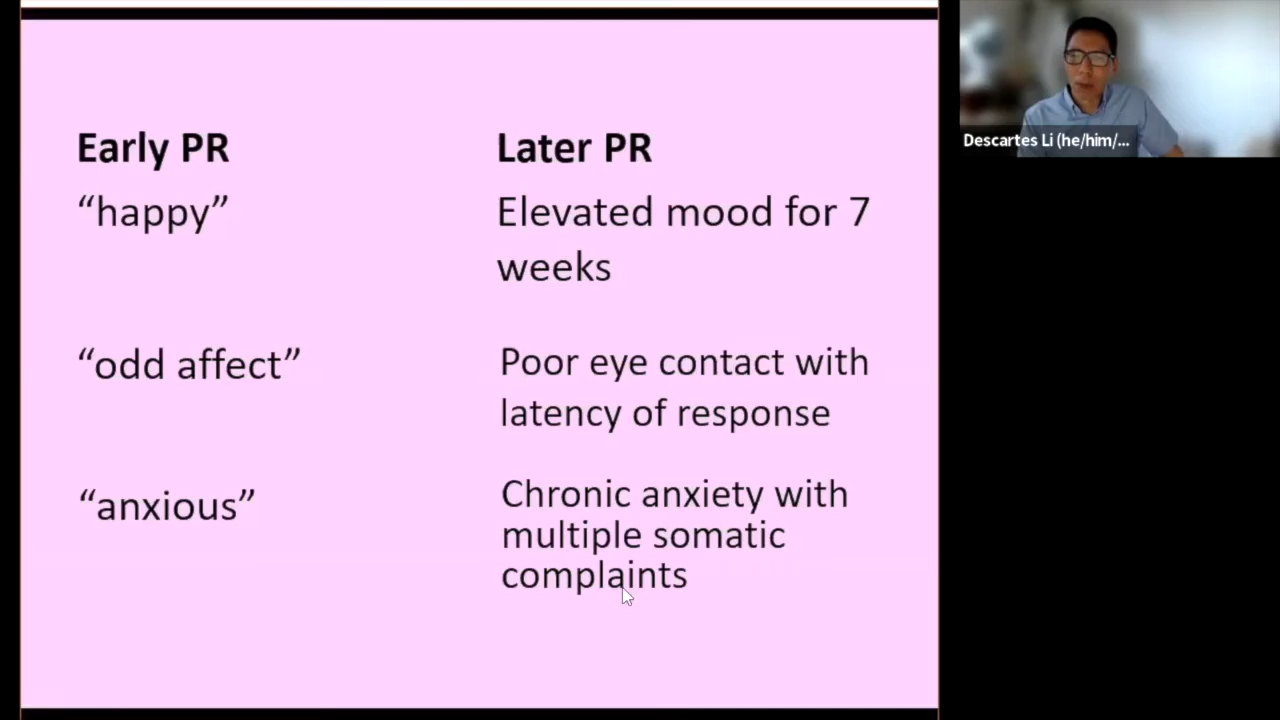 Early PR
Later PR
“happy”
Elevated mood for 7
weeks
“odd affect”
Poor eye contact with
latency of response
“anxious”
Chronic anxiety with
multiple somatic
complaints
Descartes Li (he/him/...